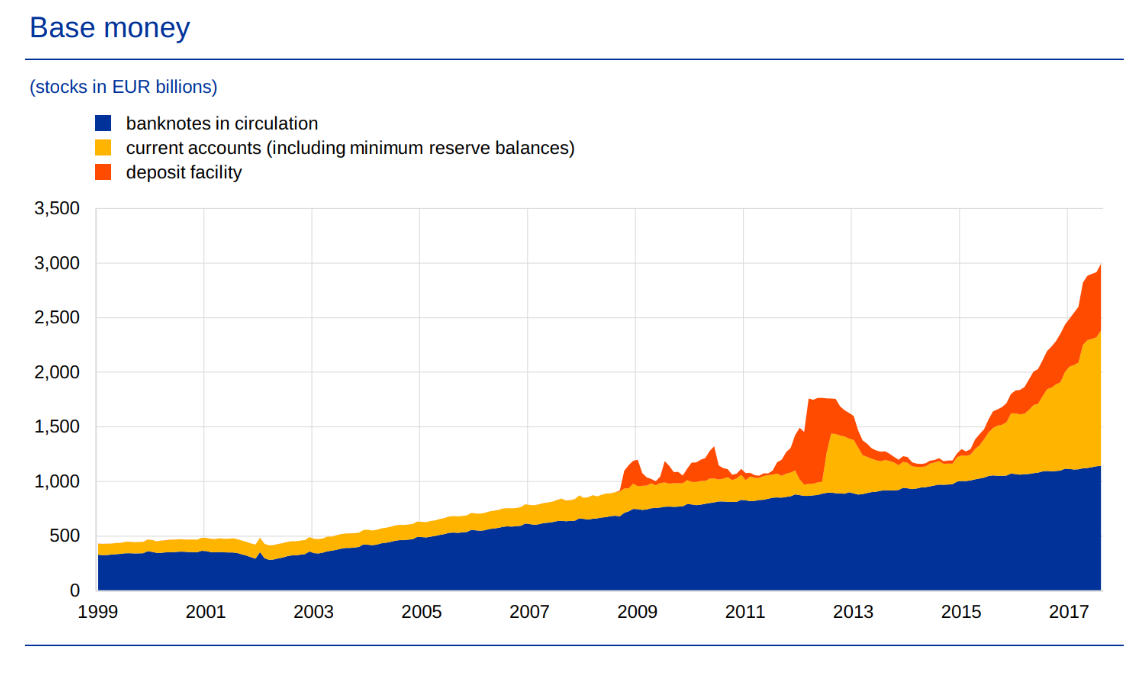 Base money
(stocks in EUR billions)
banknotes in circulation
current accounts (including minimum reserve balances)
deposit facility
3,500
3,000
2,500
2,000
1,500
1,000
500
0
1999 2001 2003 2005 2007 2009 2011 2013 2015 2017